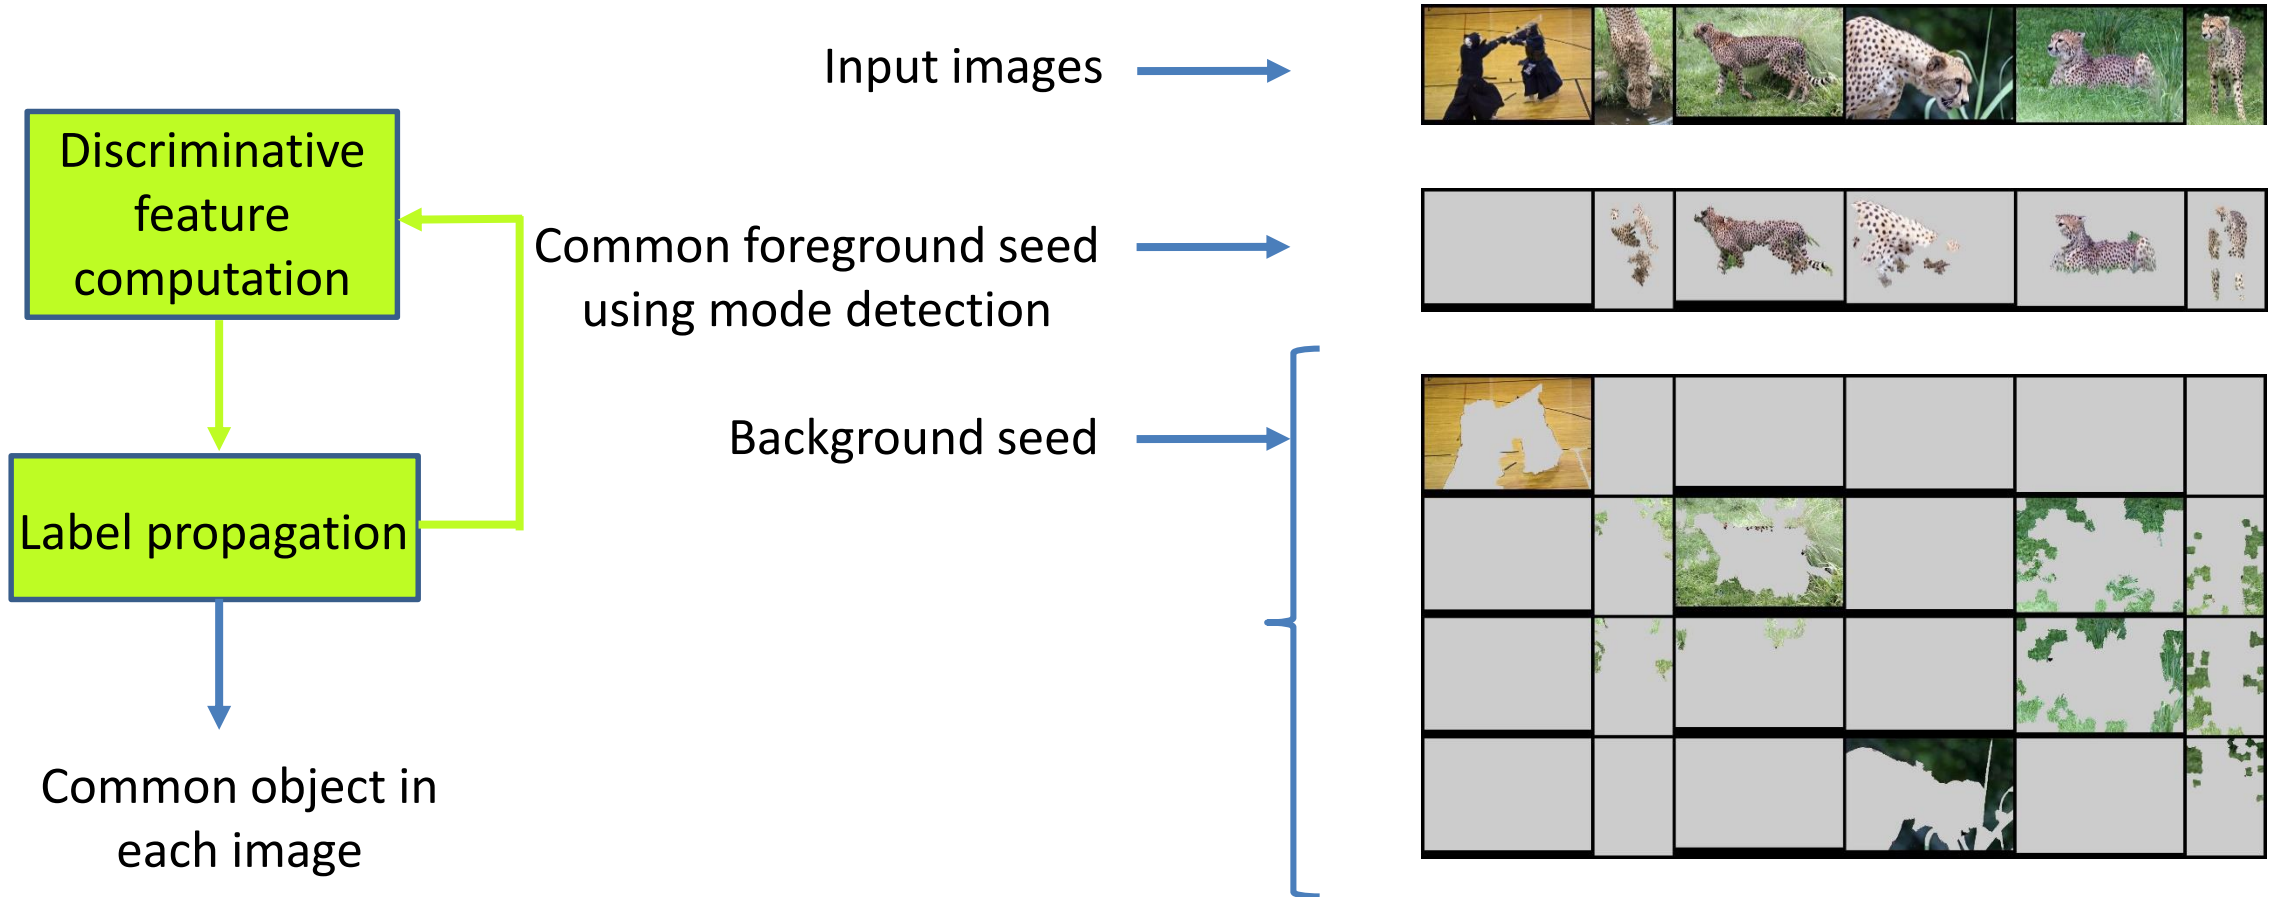 Input images
Discriminative
feature
computation
Common foreground seed
using mode detection
Background seed
Label propagation
Common object in
each image